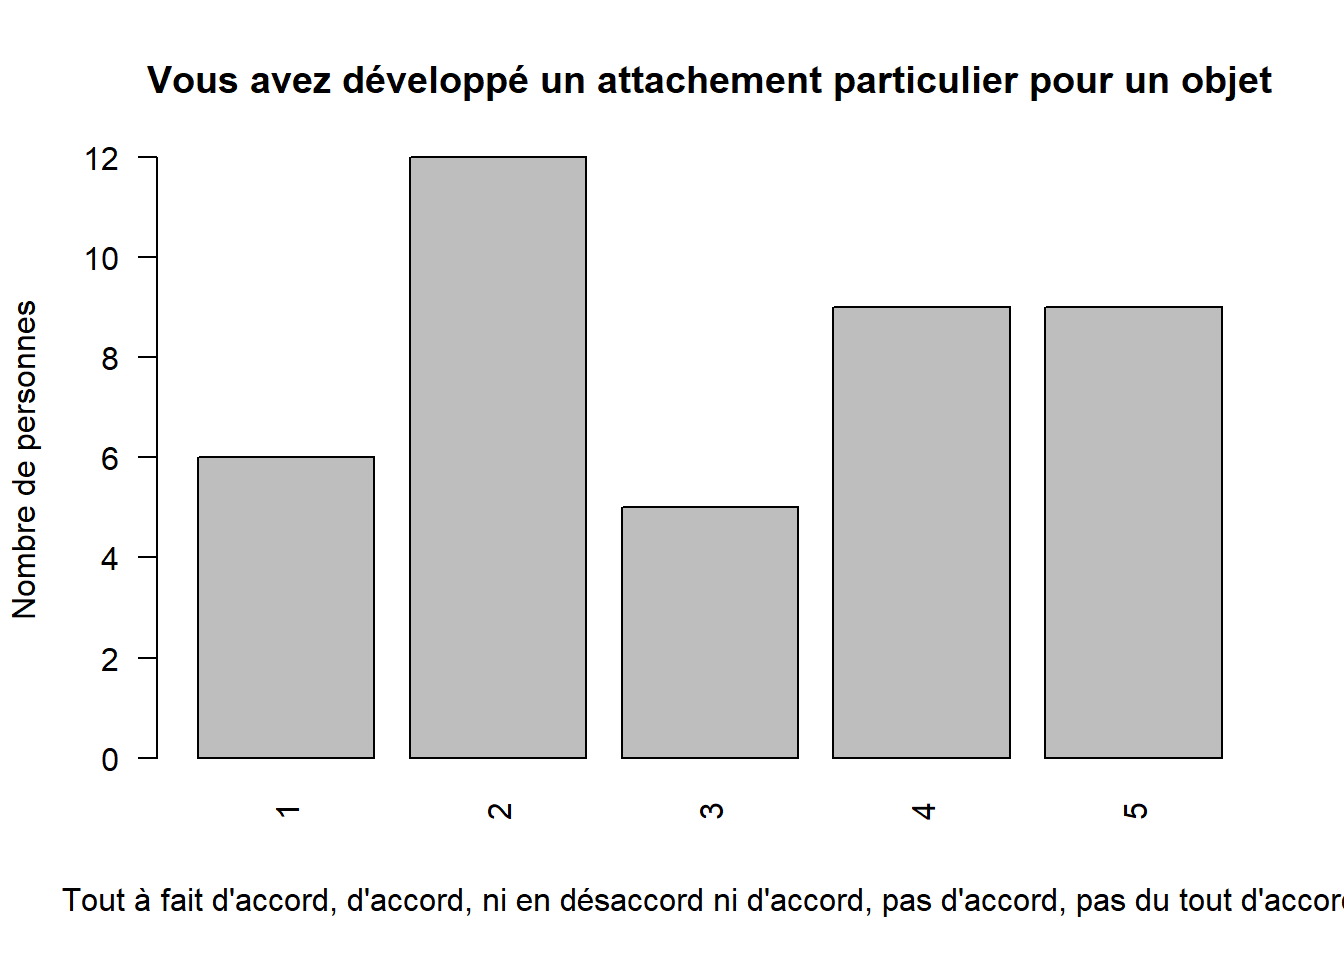 Vous avez développé un attachement particulier pour un objet
12
10
8
6
4
2
0
Nombre de personnes
1 2 3 4 5
Tout à fait d'accord, d'accord, ni en désaccord ni d'accord, pas d'accord, pas du tout d'accor